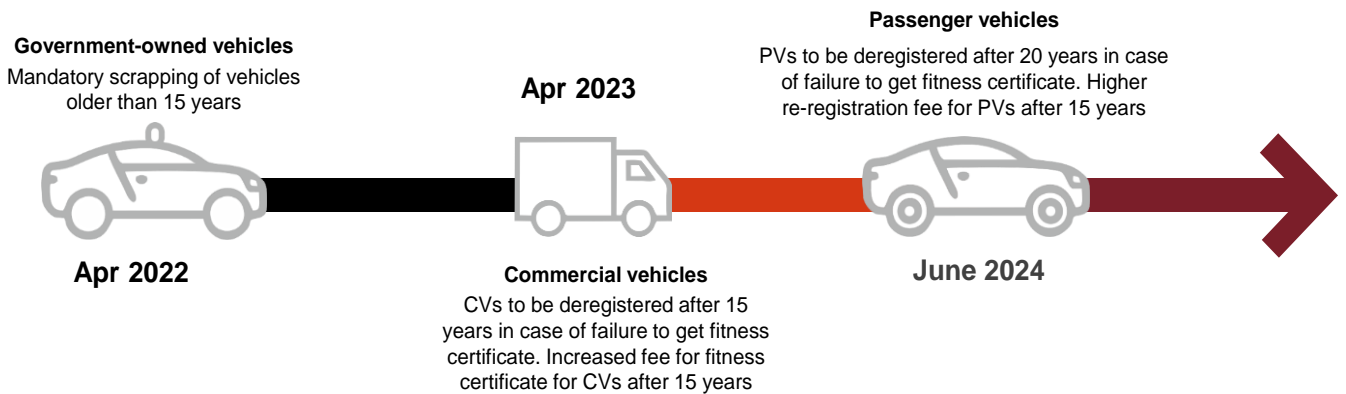 Government-owned vehicles
Mandatory scrapping of vehicles
older than 15 years
Apr 2022
Apr 2023
Commercial vehicles
CVs to be deregistered after 15
years in case of failure to get fitness
certificate. Increased fee for fitness
certificate for CVs after 15 years
Passenger vehicles
PVs to be deregistered after 20 years in case
of failure to get fitness certificate. Higher
re-registration fee for PVs after 15 years
June 2024